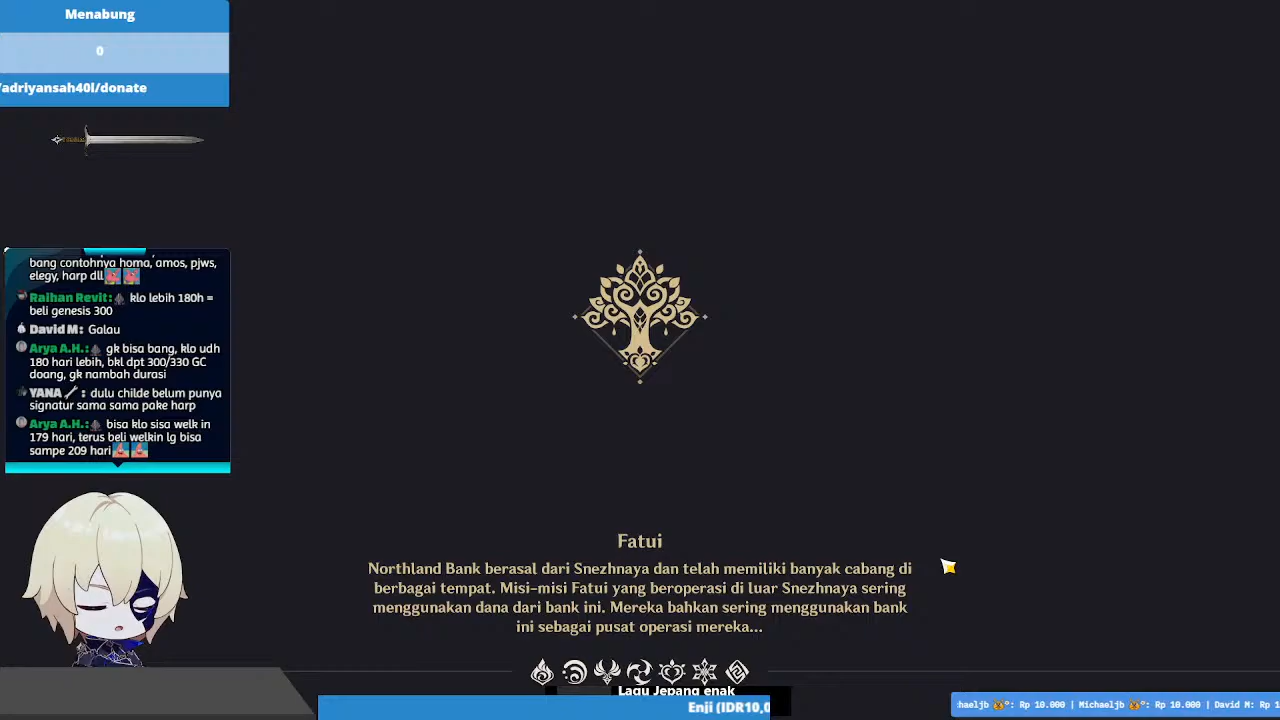 Menabung
0
/adriyansah40l/donate
bang contohnya homa, amos, pjws,
elegy, harp dll
Raihan Revit: klo lebih 180h =
beli genesis 300
David M: Galau
Arya A.H.: gk bisa bang, klo udh
180 hari lebih, bkl dpt 300/330 GC
doang, gk nambah durasi
YANA : dulu childe belum punya
signatur sama sama pake harp
Arya A.H.: bisa klo sisa welk in
179 hari, terus beli welkin lg bisa
sampe 209 hari
Fatui
Northland Bank berasal dari Snezhnaya dan telah memiliki banyak cabang di
berbagai tempat. Misi-misi Fatui yang beroperasi di luar Snezhnaya sering
menggunakan dana dari bank ini. Mereka bahkan sering menggunakan bank
ini sebagai pusat operasi mereka...
Lagu Jepang enak
Enji (IDR10,0
haeljb : Rp 10.000 | Michaeljb : Rp 10.000 | David M: Rp 1